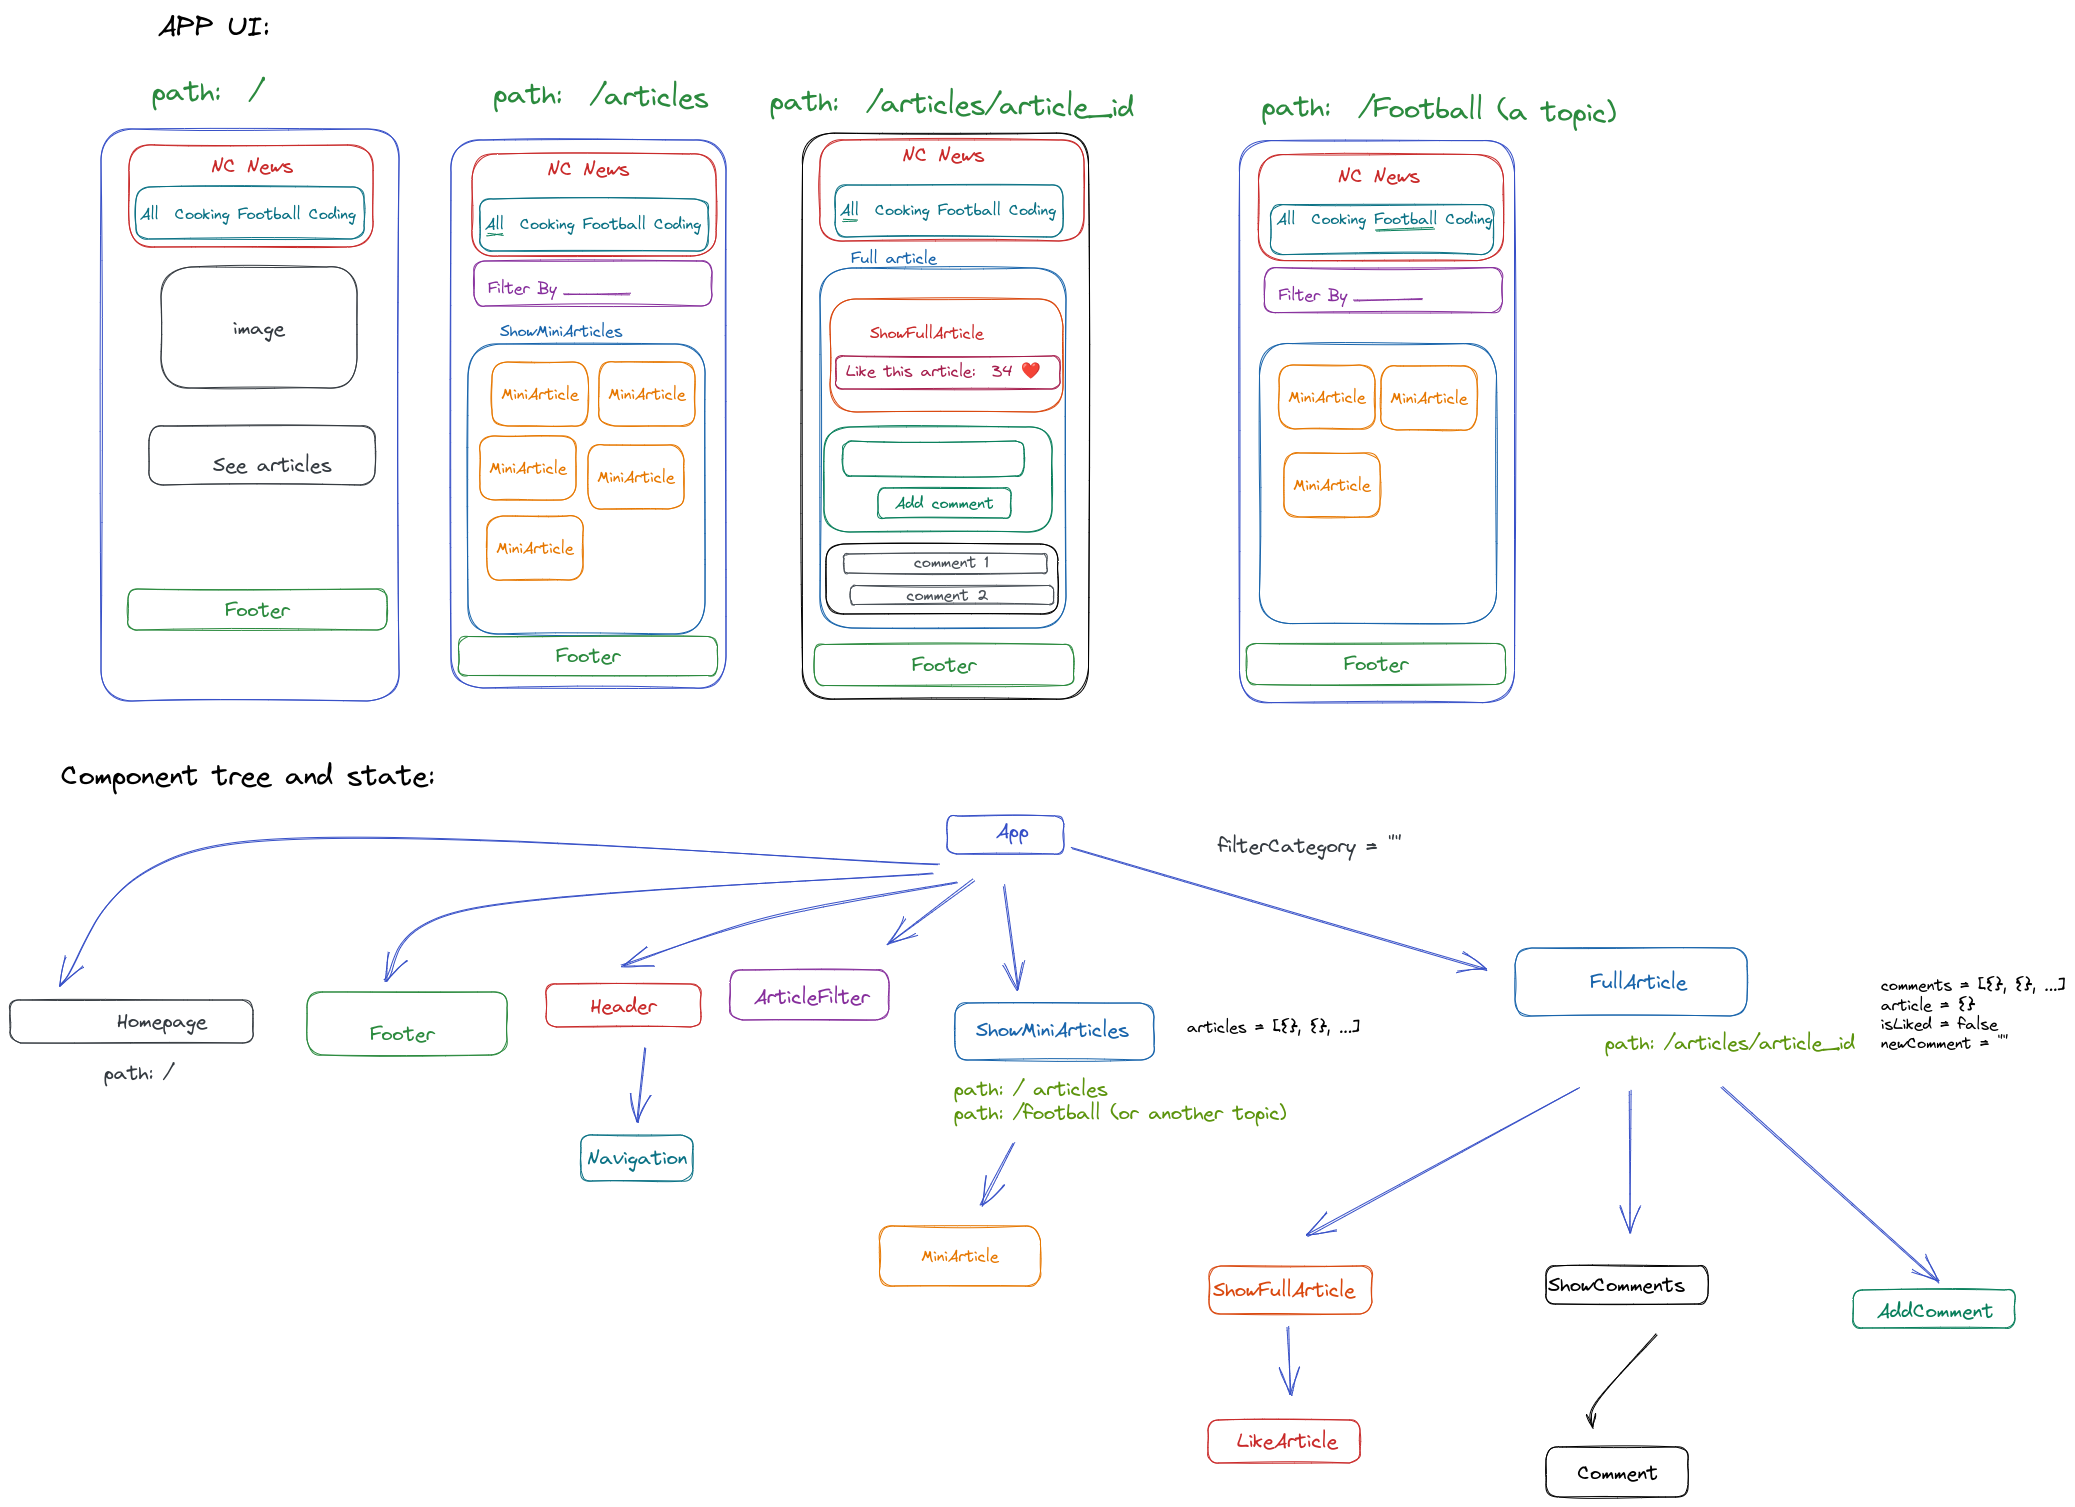 APP UI:
path: /
NC News
All Cooking Football Coding
image
See articles
Footer
path: /articles
NC News
All Cooking Football Coding
Filter By ______
ShowMiniArticles
MiniArticle
MiniArticle
MiniArticle
MiniArticle
MiniArticle
Footer
path: /articles/article_id
NC News
All Cooking Football Coding
Full article
ShowFullArticle
Like this article: 34 ❤️
Add comment
comment 1
comment 2
Footer
path: /Football (a topic)
NC News
All Cooking Football Coding
Filter By ______
MiniArticle
MiniArticle
MiniArticle
Footer
Component tree and state:
App
filterCategory = ""
Homepage
path: /
Footer
Header
Navigation
ArticleFilter
ShowMiniArticles
articles = [{}, {}, ...]
path: / articles
path: /football (or another topic)
MiniArticle
FullArticle
path: /articles/article_id
comments = [{}, {}, ...]
article = {}
isLiked = false
newComment = ""
ShowFullArticle
LikeArticle
ShowComments
Comment
AddComment